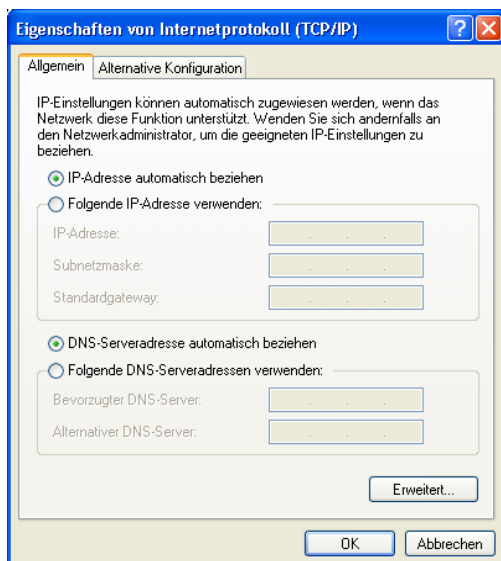 Eigenschaften von Internetprotokoll (TCP/IP)
Allgemein
Alternative Konfiguration
IP-Einstellungen können automatisch zugewiesen werden, wenn das
Netzwerk diese Funktion unterstützt. Wenden Sie sich andernfalls an
den Netzwerkadministrator, um die geeigneten IP-Einstellungen zu
beziehen.
IP-Adresse automatisch beziehen
Folgende IP-Adresse verwenden:
IP-Adresse:
Subnetzmaske:
Standardgateway:
DNS-Serveradresse automatisch beziehen
Folgende DNS-Serveradressen verwenden:
Bevorzugter DNS-Server:
Alternativer DNS-Server:
Erweitert...
OK
Abbrechen